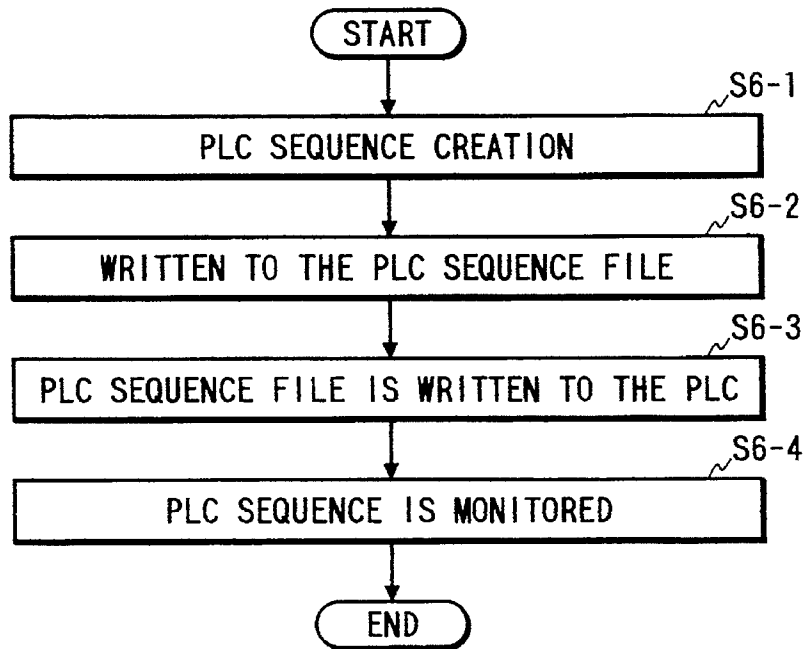 START
S6-1
PLC SEQUENCE CREATION
S6-2
WRITTEN TO THE PLC SEQUENCE FILE
S6-3
PLC SEQUENCE FILE IS WRITTEN TO THE PLC
S6-4
PLC SEQUENCE IS MONITORED
END